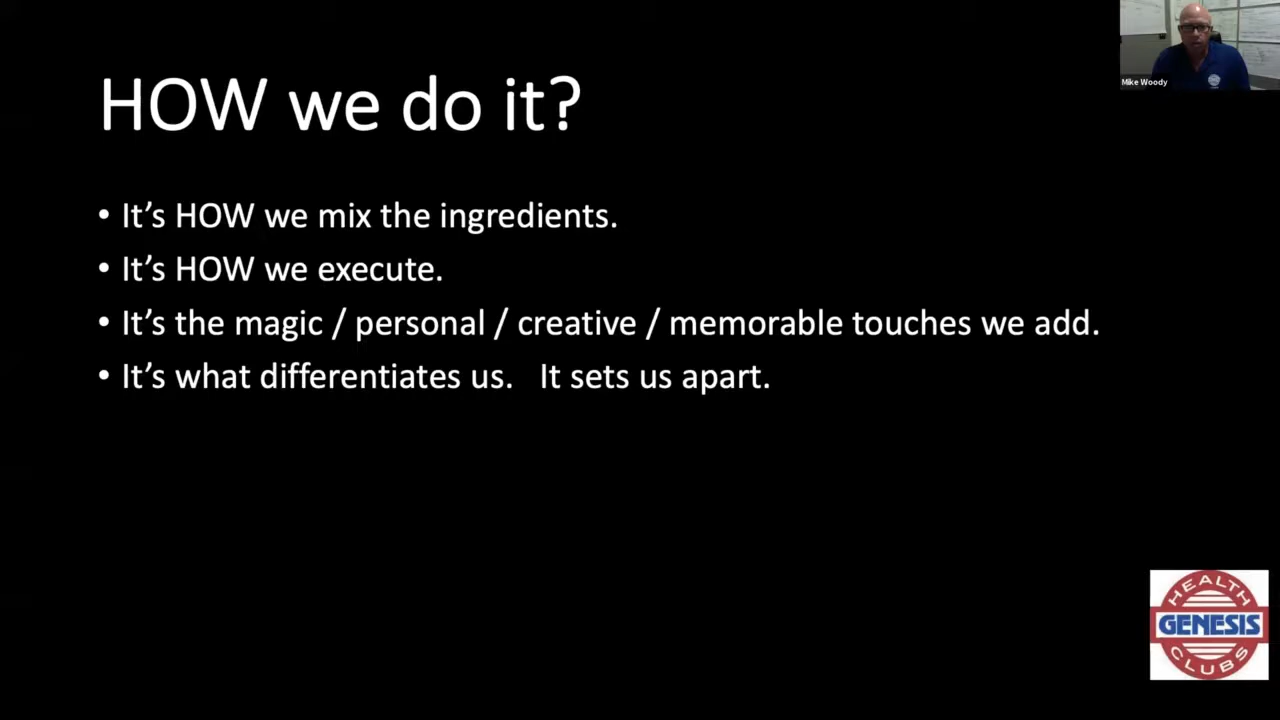 Mike Woody
HOW we do it?
• It’s HOW we mix the ingredients.
• It’s HOW we execute.
• It’s the magic / personal / creative / memorable touches we add.
• It’s what differentiates us.   It sets us apart.
HEALTH
GENESIS
CLUBS